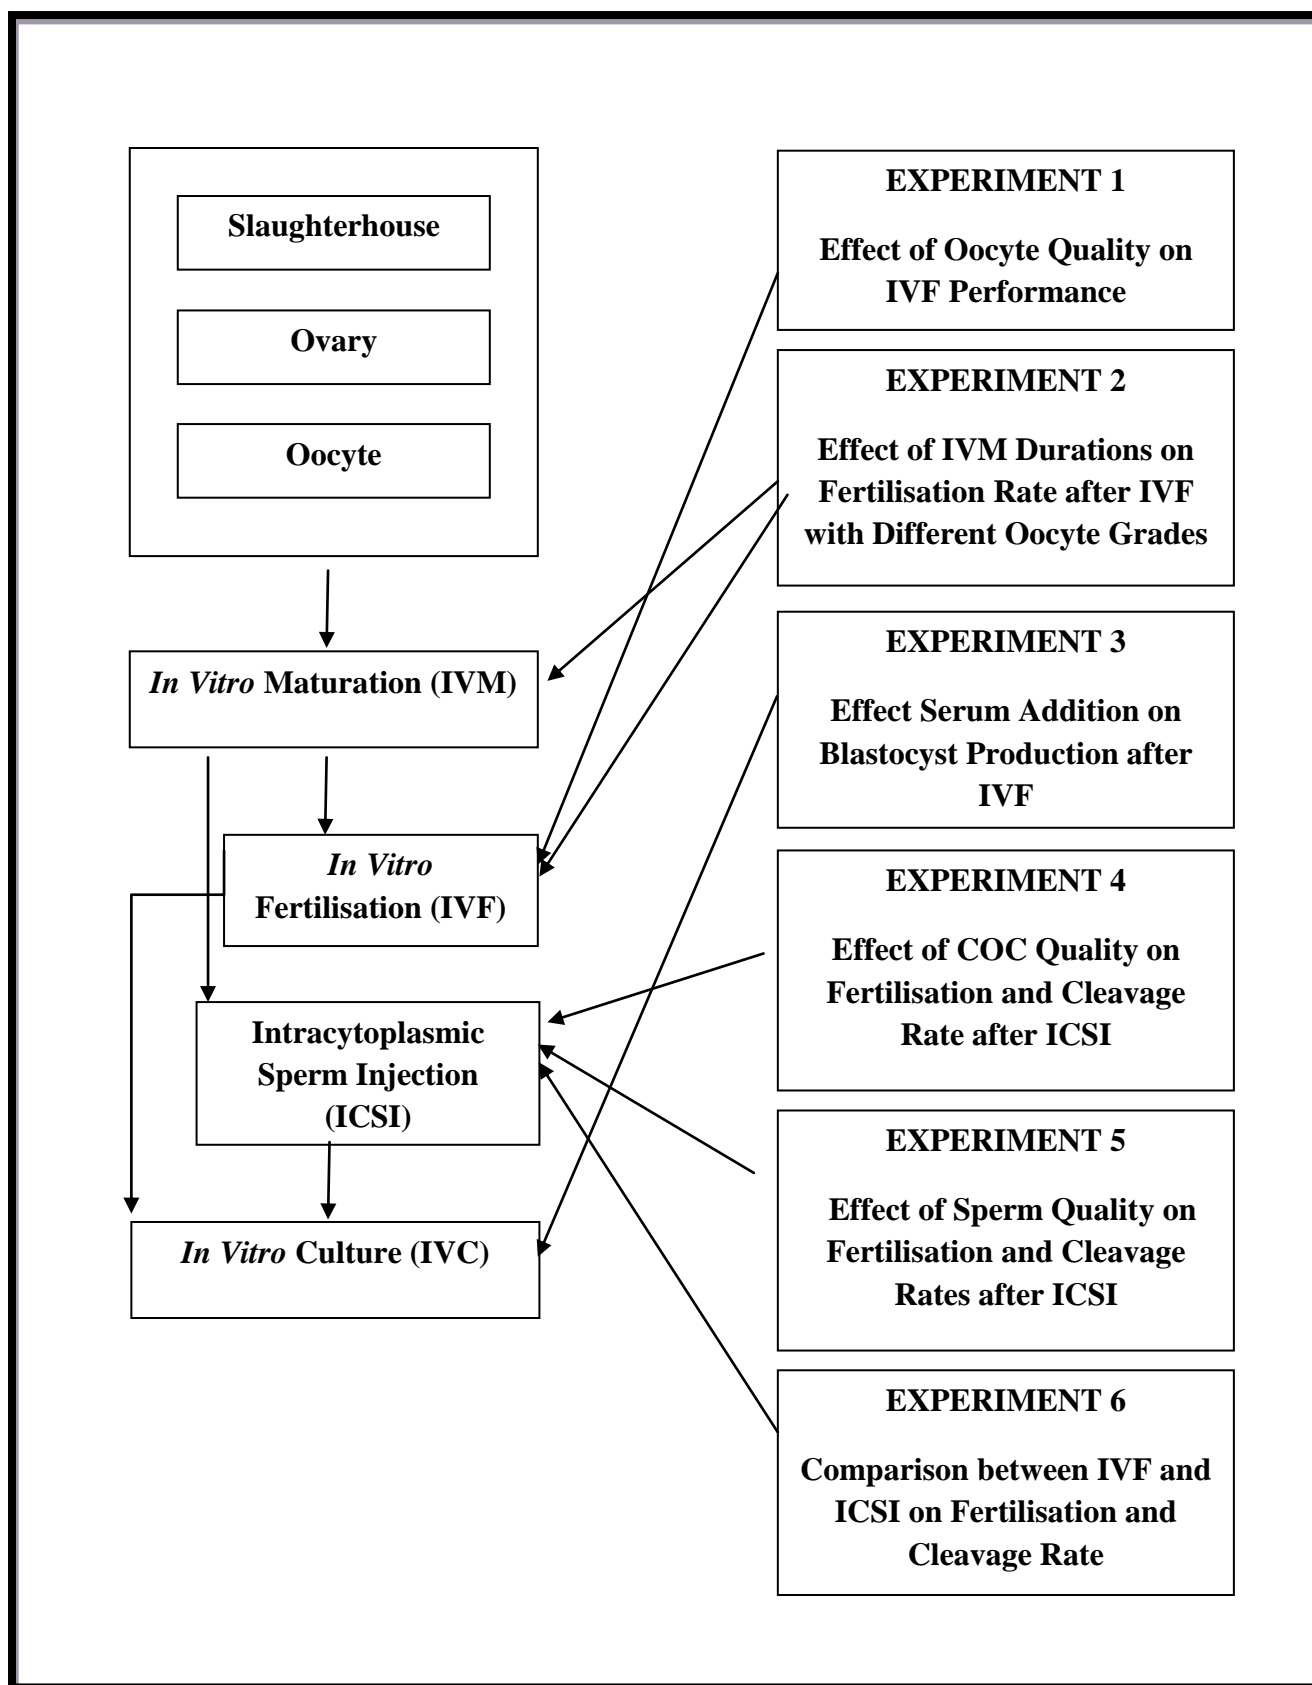 Slaughterhouse
Ovary
Oocyte
In Vitro Maturation (IVM)
In Vitro
Fertilisation (IVF)
Intracytoplasmic
Sperm Injection
(ICSI)
In Vitro Culture (IVC)
EXPERIMENT 1
Effect of Oocyte Quality on
IVF Performance
EXPERIMENT 2
Effect of IVM Durations on
Fertilisation Rate after IVF
with Different Oocyte Grades
EXPERIMENT 3
Effect Serum Addition on
Blastocyst Production after
IVF
EXPERIMENT 4
Effect of COC Quality on
Fertilisation and Cleavage
Rate after ICSI
EXPERIMENT 5
Effect of Sperm Quality on
Fertilisation and Cleavage
Rates after ICSI
EXPERIMENT 6
Comparison between IVF and
ICSI on Fertilisation and
Cleavage Rate